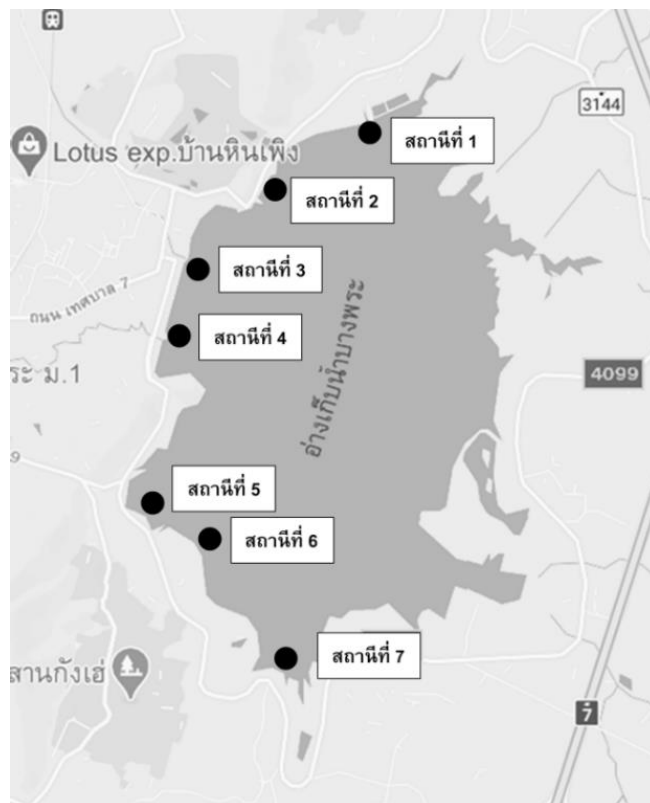 3144
สถานีที่ 1
Lotus exp.บ้านหินเพิง
สถานีที่ 2
สถานีที่ 3
ถนน เทศบาล 7
สถานีที่ 4
อ่างเก็บน้ำบางพระ
ระ ม.1
4099
9
สถานีที่ 5
สถานีที่ 6
สถานีที่ 7
สานกังเฮ่
7